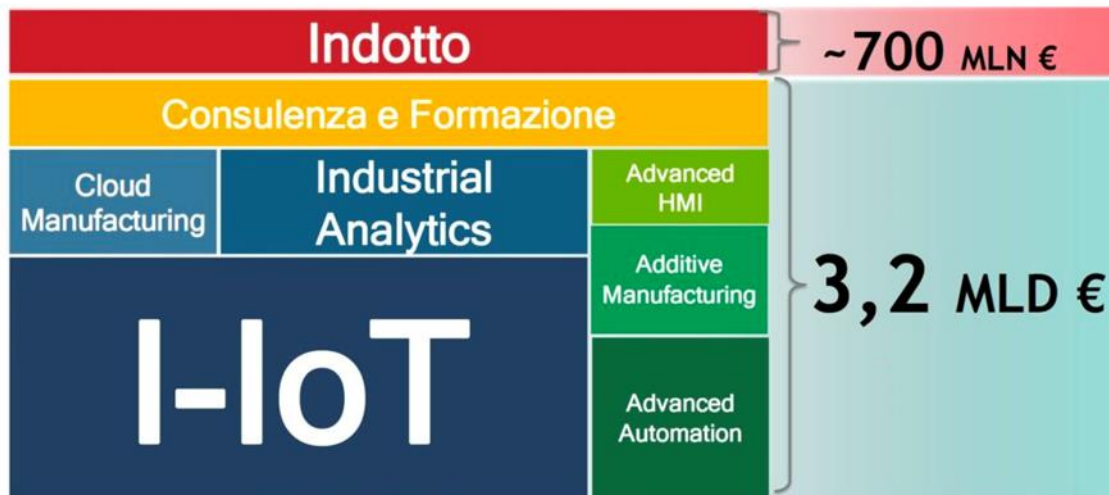 Indotto
~700 MLN €
Consulenza e Formazione
Cloud
Manufacturing
Industrial
Analytics
Advanced
HMI
Additive
Manufacturing
3,2 MLD €
I-IoT
Advanced
Automation